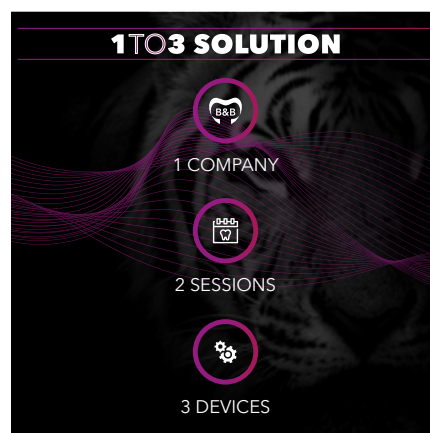 1TO3 SOLUTION
B&B
1 COMPANY
2 SESSIONS
3 DEVICES